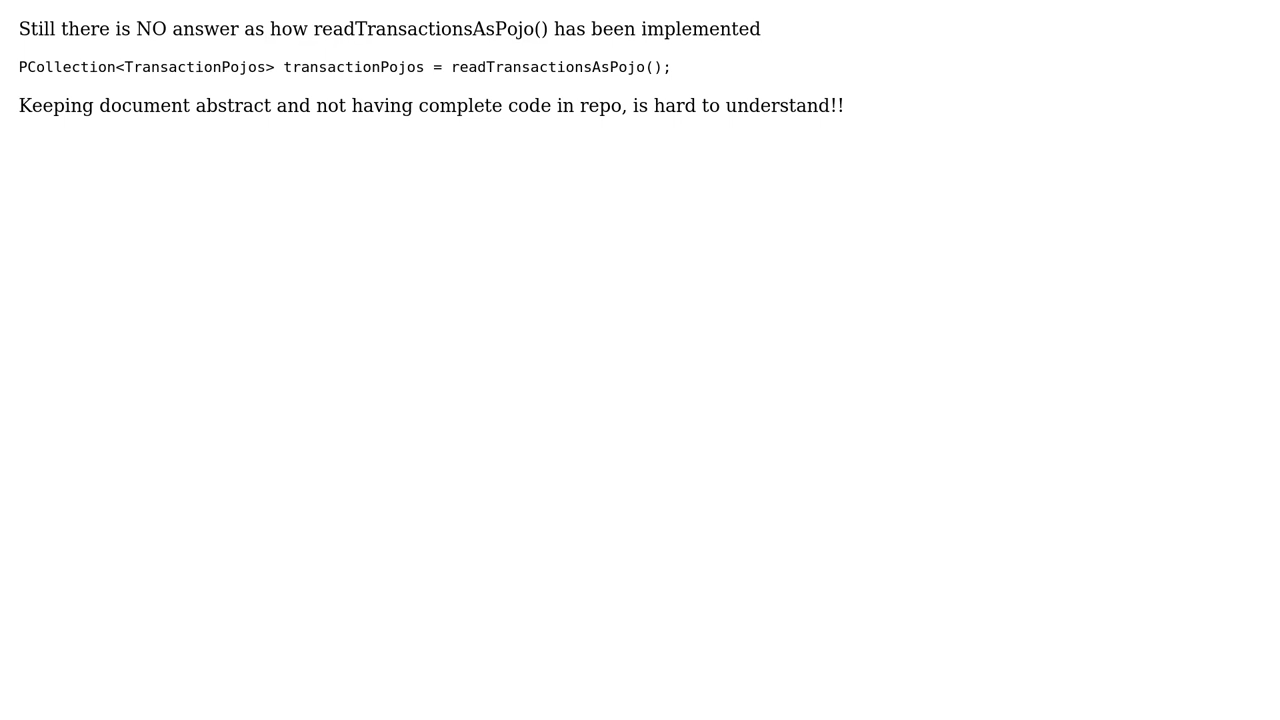 Still there is NO answer as how readTransactionsAsPojo() has been implemented
PCollection<TransactionPojos> transactionPojos = readTransactionsAsPojo();
Keeping document abstract and not having complete code in repo, is hard to understand!!